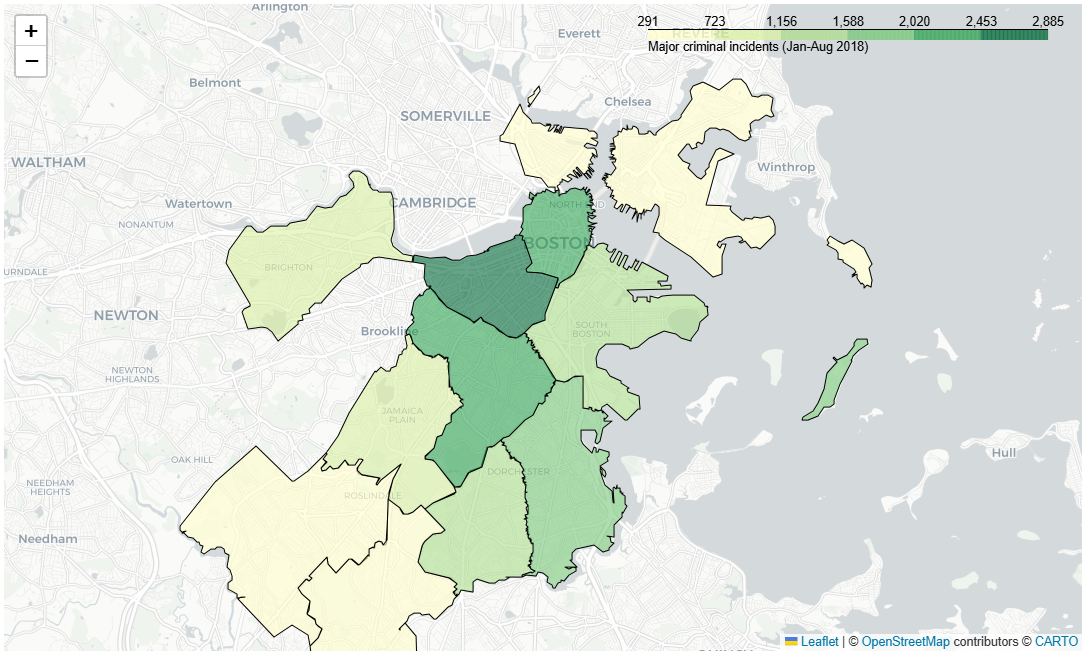 +
−
Arlington
291 723 1,156 1,588 2,020 2,453 2,885
REVERE
Major criminal incidents (Jan-Aug 2018)
Everett
Belmont
Chelsea
SOMERVILLE
WALTHAM
Winthrop
Watertown
CAMBRIDGE
NORTH END
NONANTUM
BOSTON
BRIGHTON
URNDALE
NEWTON
Brookline
SOUTH
BOSTON
NEWTON
HIGHLANDS
JAMAICA
PLAIN
Hull
OAK HILL
DORCHESTER
NEEDHAM
HEIGHTS
ROSLINDALE
Needham
Leaflet | © OpenStreetMap contributors © CARTO